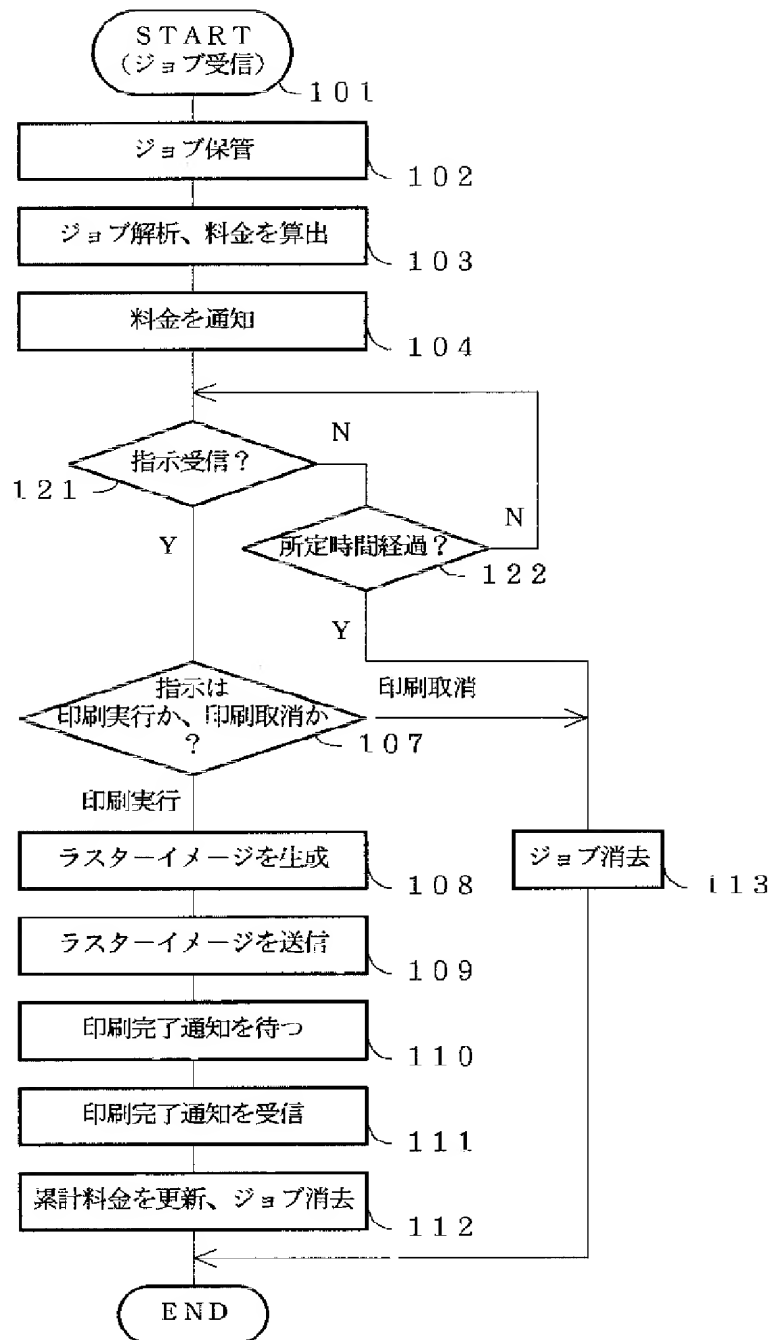 START
（ジョブ受信）
101
ジョブ保管
102
ジョブ解析、料金を算出
103
料金を通知
104
指示受信？
N
121
Y
所定時間経過？
N
122
Y
指示は
印刷実行か、印刷取消か
？
107
印刷取消
印刷実行
ラスターイメージを生成
108
ジョブ消去
113
ラスターイメージを送信
109
印刷完了通知を待つ
110
印刷完了通知を受信
111
累計料金を更新、ジョブ消去
112
END